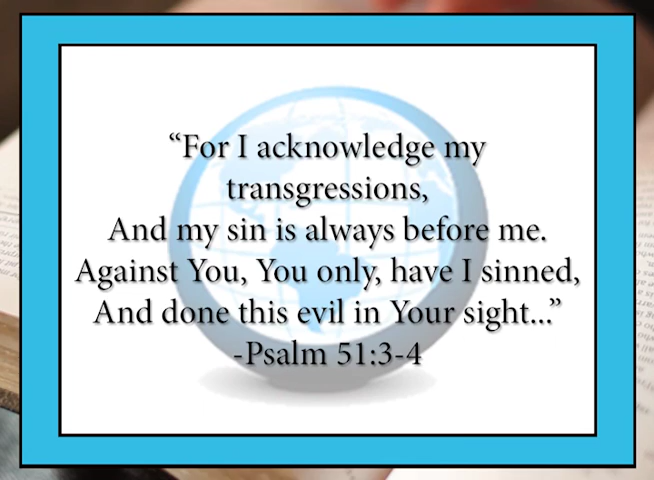 “For I acknowledge my
transgressions,
And my sin is always before me.
Against You, You only, have I sinned,
And done this evil in Your sight...”
-Psalm 51:3-4